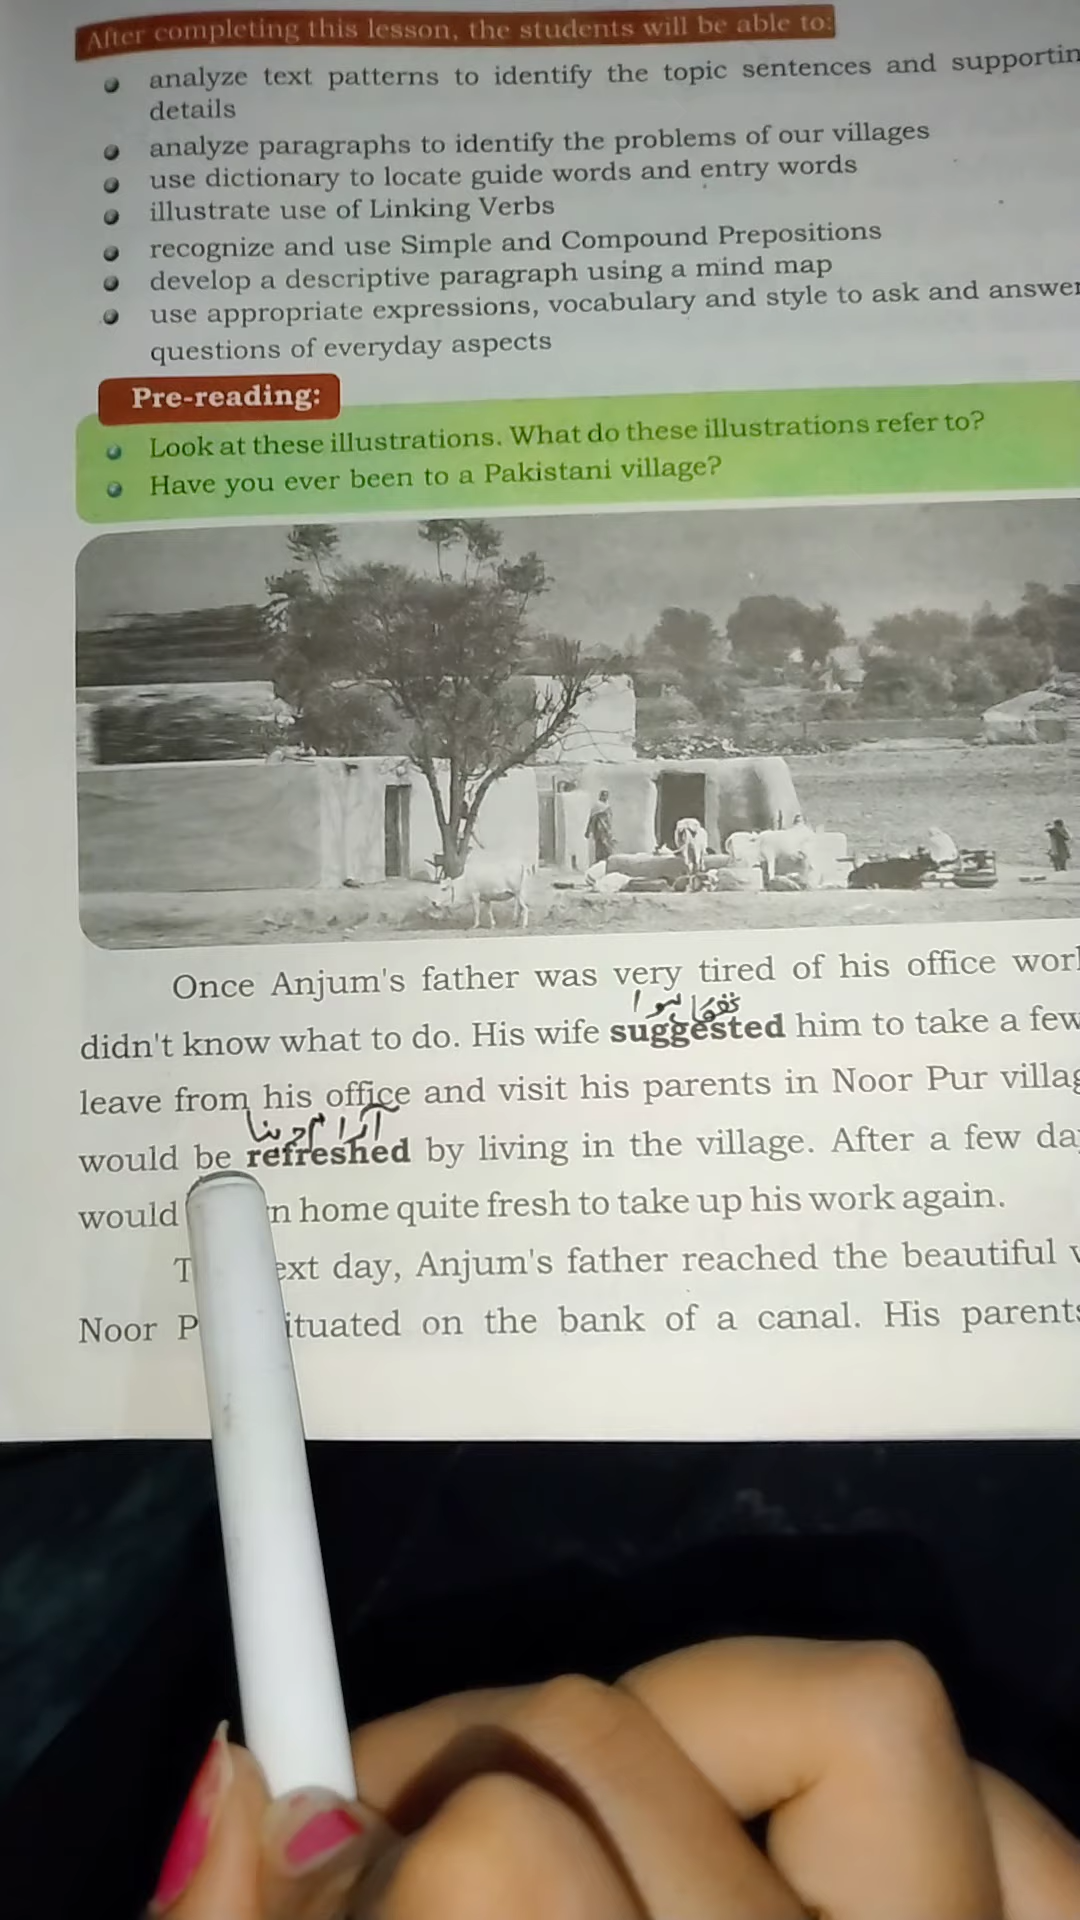 After completing this lesson, the students will be able to:
analyze text patterns to identify the topic sentences and supportin
details
analyze paragraphs to identify the problems of our villages
use dictionary to locate guide words and entry words
illustrate use of Linking Verbs
recognize and use Simple and Compound Prepositions
develop a descriptive paragraph using a mind map
use appropriate expressions, vocabulary and style to ask and answer
questions of everyday aspects
Pre-reading:
Look at these illustrations. What do these illustrations refer to?
Have you ever been to a Pakistani village?
Once Anjum's father was very tired of his office wor
didn't know what to do. His wife suggested him to take a few
leave from his office and visit his parents in Noor Pur villag
would be refreshed by living in the village. After a few da
would n home quite fresh to take up his work again.
T ext day, Anjum's father reached the beautiful v
Noor P ituated on the bank of a canal. His parents